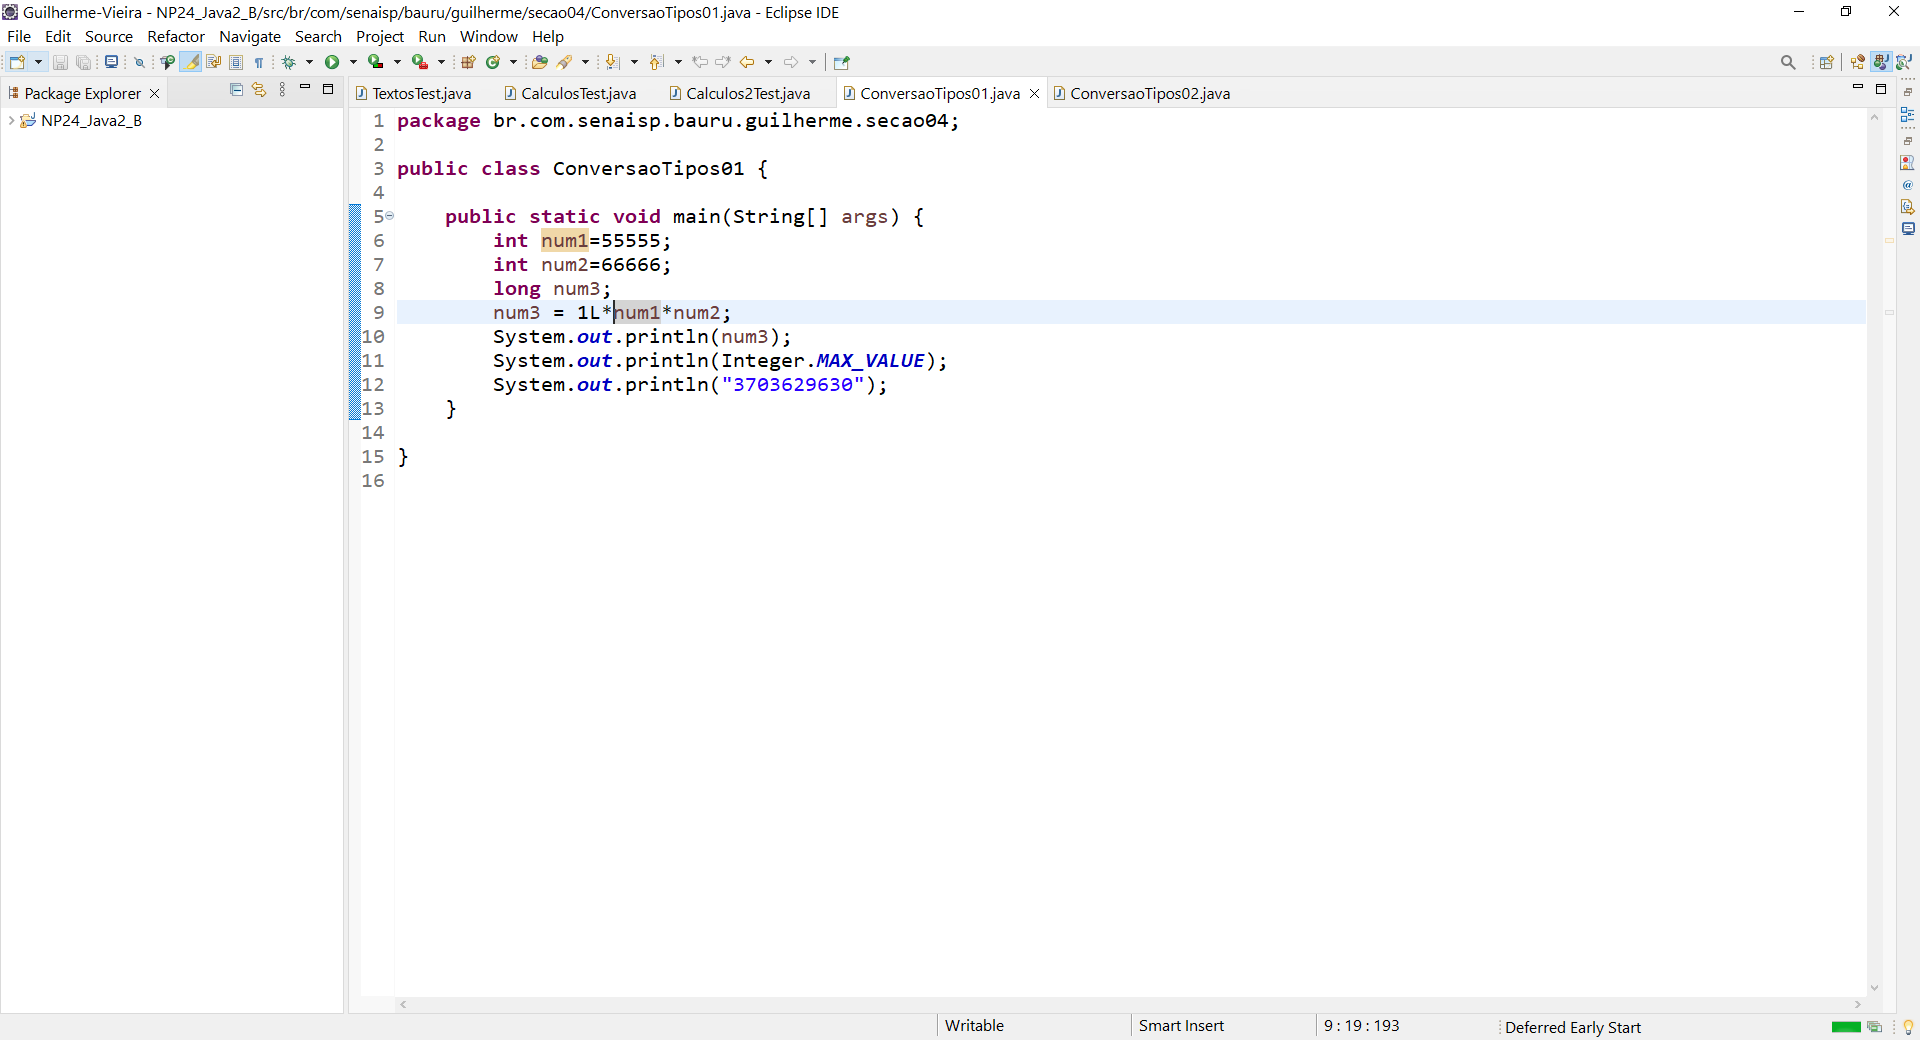 Guilherme-Vieira - NP24_Java2_B/src/br/com/senaisp/bauru/guilherme/secao04/ConversaoTipos01.java - Eclipse IDE
File Edit Source Refactor Navigate Search Project Run Window Help
Package Explorer
NP24_Java2_B
TextosTest.java CalculosTest.java Calculos2Test.java ConversaoTipos01.java ConversaoTipos02.java
1 package br.com.senaisp.bauru.guilherme.secao04;
2
3 public class ConversaoTipos01 {
4
5 public static void main(String[] args) {
6 int num1=55555;
7 int num2=66666;
8 long num3;
9 num3 = 1L*num1*num2;
10 System.out.println(num3);
11 System.out.println(Integer.MAX_VALUE);
12 System.out.println("3703629630");
13 }
14
15 }
16
Writable Smart Insert 9 : 19 : 193 Deferred Early Start